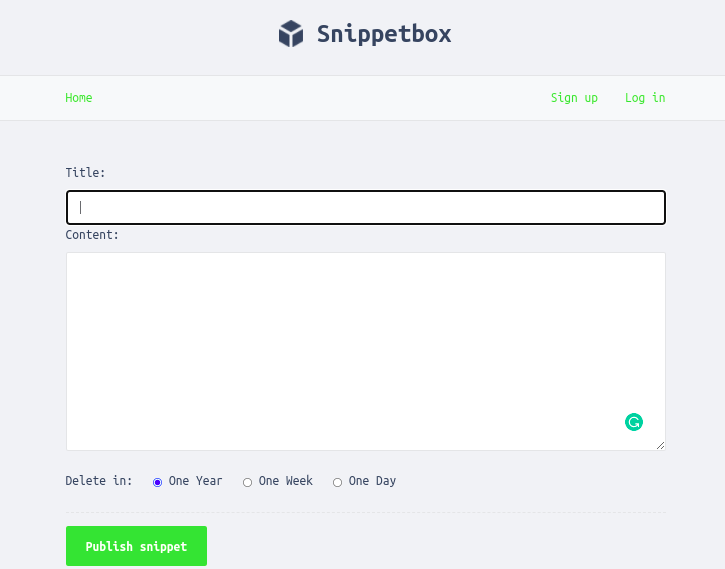 Snippetbox
Home Sign up Log in
Title:
Content:
Delete in: One Year One Week One Day
Publish snippet